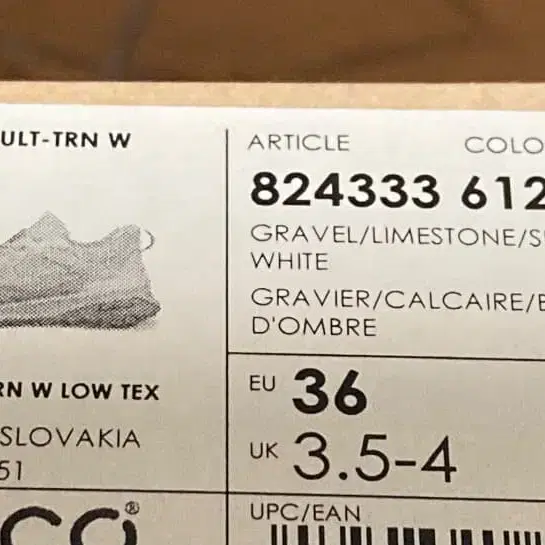 ULT-TRN W
RN W LOW TEX
SLOVAKIA
51
ARTICLE COLO
824333 612
GRAVEL/LIMESTONE/S
WHITE
GRAVIER/CALCAIRE/
D'OMBRE
EU 36
UK 3.5-4
UPC/EAN